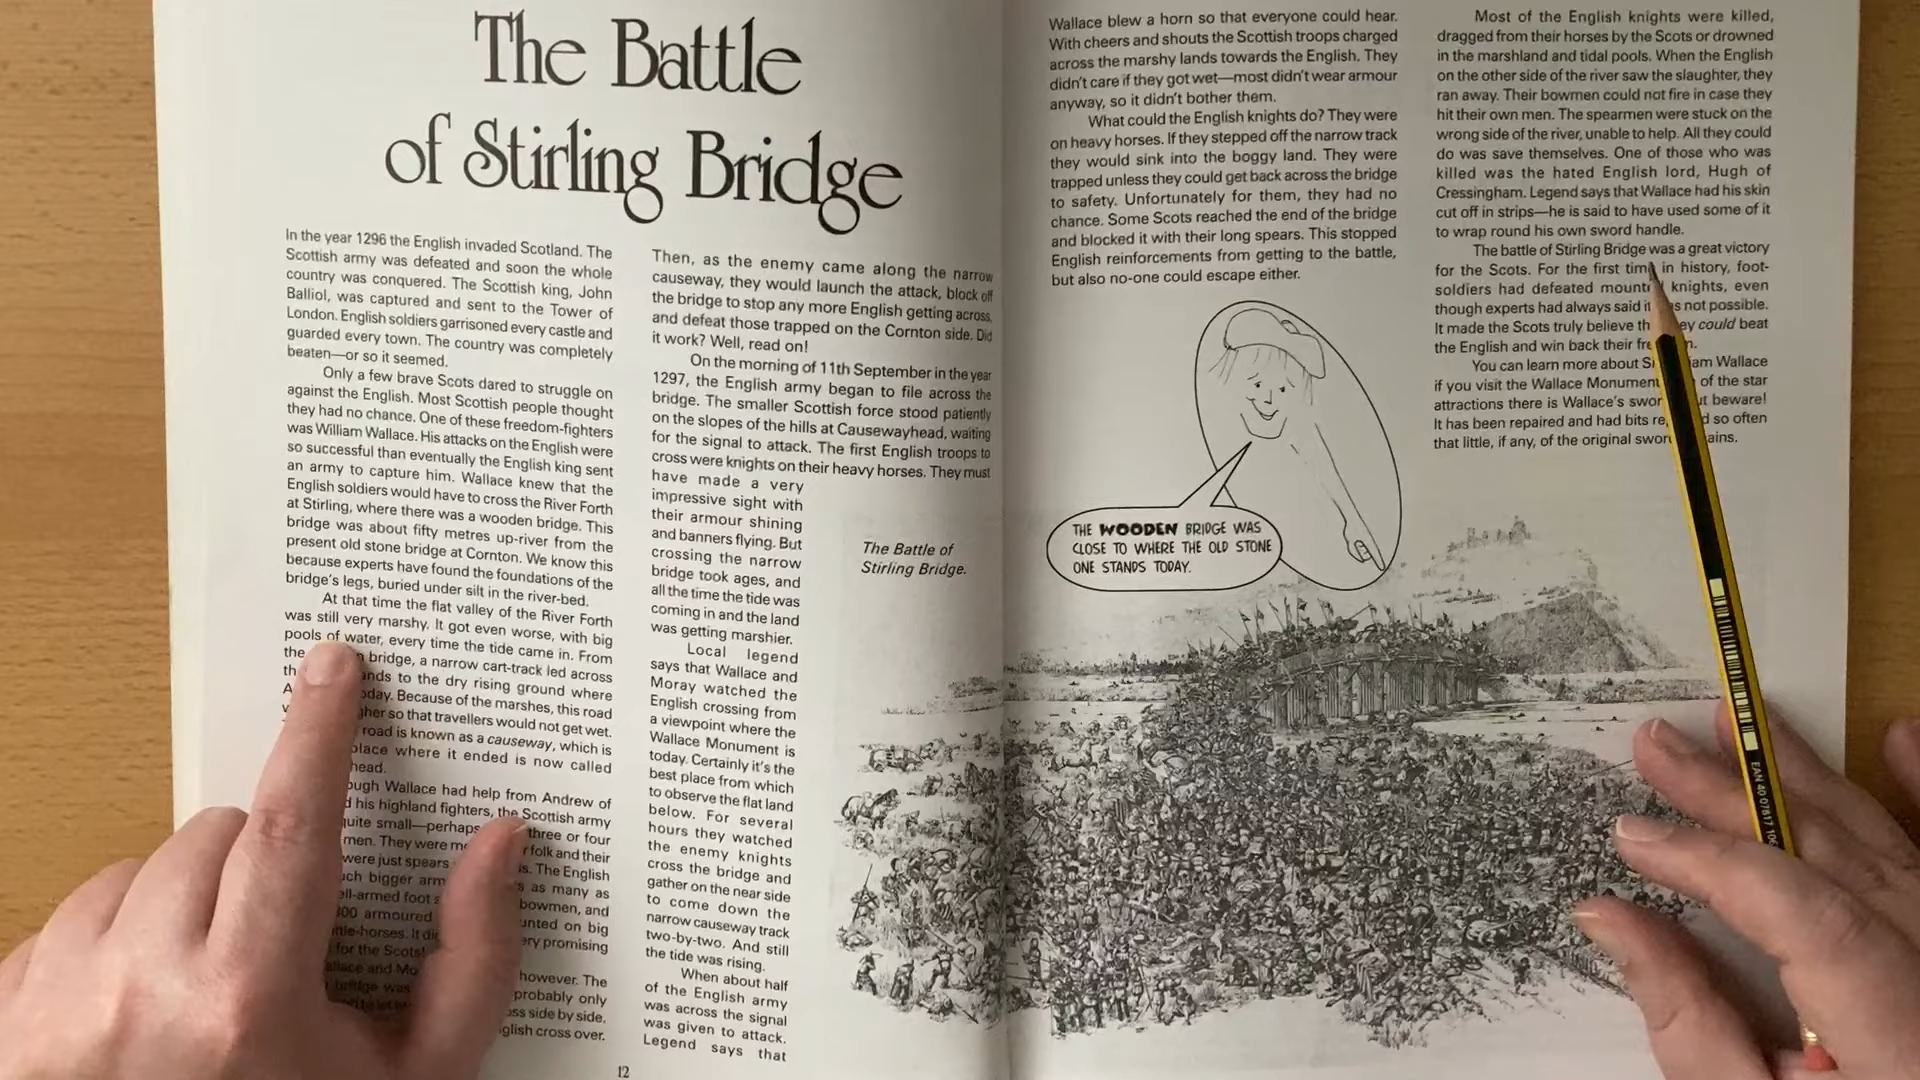 The Battle
of Stirling Bridge
In the year 1296 the English invaded Scotland. The
Scottish army was defeated and soon the whole
country was conquered. The Scottish king, John
Balliol, was captured and sent to the Tower of
London. English soldiers garrisoned every castle and
guarded every town. The country was completely
beaten—or so it seemed.
Only a few brave Scots dared to struggle on
against the English. Most Scottish people thought
they had no chance. One of these freedom-fighters
was William Wallace. His attacks on the English were
so successful than eventually the English king sent
an army to capture him. Wallace knew that the
English soldiers would have to cross the River Forth
at Stirling, where there was a wooden bridge. This
bridge was about fifty metres up-river from the
present old stone bridge at Cornton. We know this
because experts have found the foundations of the
bridge's legs, buried under silt in the river-bed.
At that time the flat valley of the River Forth
was still very marshy. It got even worse, with big
pools of water, every time the tide came in. From
the bridge, a narrow cart-track led across
to the dry rising ground where
Because of the marshes, this road
so that travellers would not get wet.
road is known as a causeway, which is
place where it ended is now called
Wallace had help from Andrew of
his highland fighters, the Scottish army
quite small—perhaps three or four
men. They were folk and their
were just spears
bigger The English
as many as
foot bowmen, and
armoured on big
promising
for the Scots
Wallace and
bridge was however. The
probably only
side by side,
cross over.
Then, as the enemy came along the narrow
causeway, they would launch the attack, block off
the bridge to stop any more English getting across,
and defeat those trapped on the Cornton side. Did
it work? Well, read on!
On the morning of 11th September in the year
1297, the English army began to file across the
bridge. The smaller Scottish force stood patiently
on the slopes of the hills at Causewayhead, waiting
for the signal to attack. The first English troops to
cross were knights on their heavy horses. They must
have made a very
impressive sight with
their armour shining
and banners flying. But
crossing the narrow
bridge took ages, and
all the time the tide was
coming in and the land
was getting marshier.
Local legend
says that Wallace and
Moray watched the
English crossing from
a viewpoint where the
Wallace Monument is
today. Certainly it's the
best place from which
to observe the flat land
below. For several
hours they watched
the enemy knights
cross the bridge and
gather on the near side
to come down the
narrow causeway track
two-by-two. And still
the tide was rising.
When about half
of the English army
was across the signal
was given to attack.
Legend says that
12
The Battle of
Stirling Bridge.
Wallace blew a horn so that everyone could hear.
With cheers and shouts the Scottish troops charged
across the marshy lands towards the English. They
didn't care if they got wet—most didn't wear armour
anyway, so it didn't bother them.
What could the English knights do? They were
on heavy horses. If they stepped off the narrow track
they would sink into the boggy land. They were
trapped unless they could get back across the bridge
to safety. Unfortunately for them, they had no
chance. Some Scots reached the end of the bridge
and blocked it with their long spears. This stopped
English reinforcements from getting to the battle,
but also no-one could escape either.
THE WOODEN BRIDGE WAS
CLOSE TO WHERE THE OLD STONE
ONE STANDS TODAY.
Most of the English knights were killed,
dragged from their horses by the Scots or drowned
in the marshland and tidal pools. When the English
on the other side of the river saw the slaughter, they
ran away. Their bowmen could not fire in case they
hit their own men. The spearmen were stuck on the
wrong side of the river, unable to help. All they could
do was save themselves. One of those who was
killed was the hated English lord, Hugh of
Cressingham. Legend says that Wallace had his skin
cut off in strips—he is said to have used some of it
to wrap round his own sword handle.
The battle of Stirling Bridge was a great victory
for the Scots. For the first time in history, foot-
soldiers had defeated mounted knights, even
though experts had always said it was not possible.
It made the Scots truly believe they could beat
the English and win back their
You can learn more about
if you visit the Wallace Monument of the star
attractions there is Wallace's sword beware!
It has been repaired and had bits so often
that little, if any, of the original sword